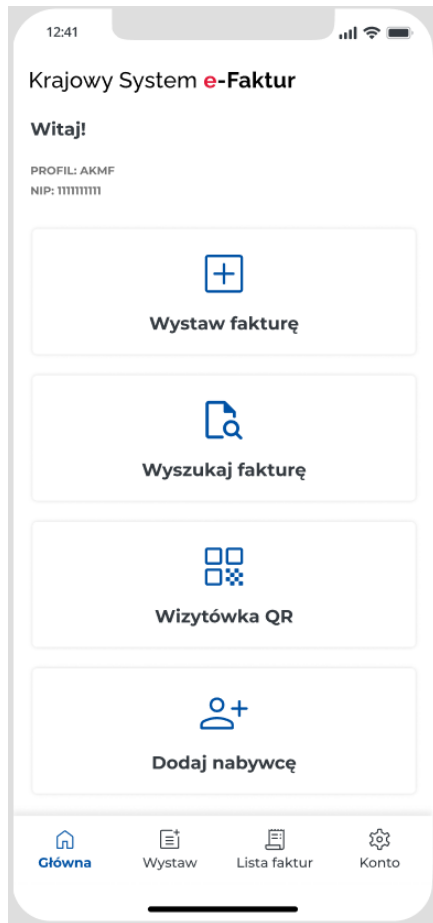 12:41
Krajowy System e-Faktur
Witaj!
PROFIL: AKMF
NIP: 1111111111
Wystaw fakturę
Wyszukaj fakturę
Wizytówka QR
Dodaj nabywcę
Główna
Wystaw
Lista faktur
Konto